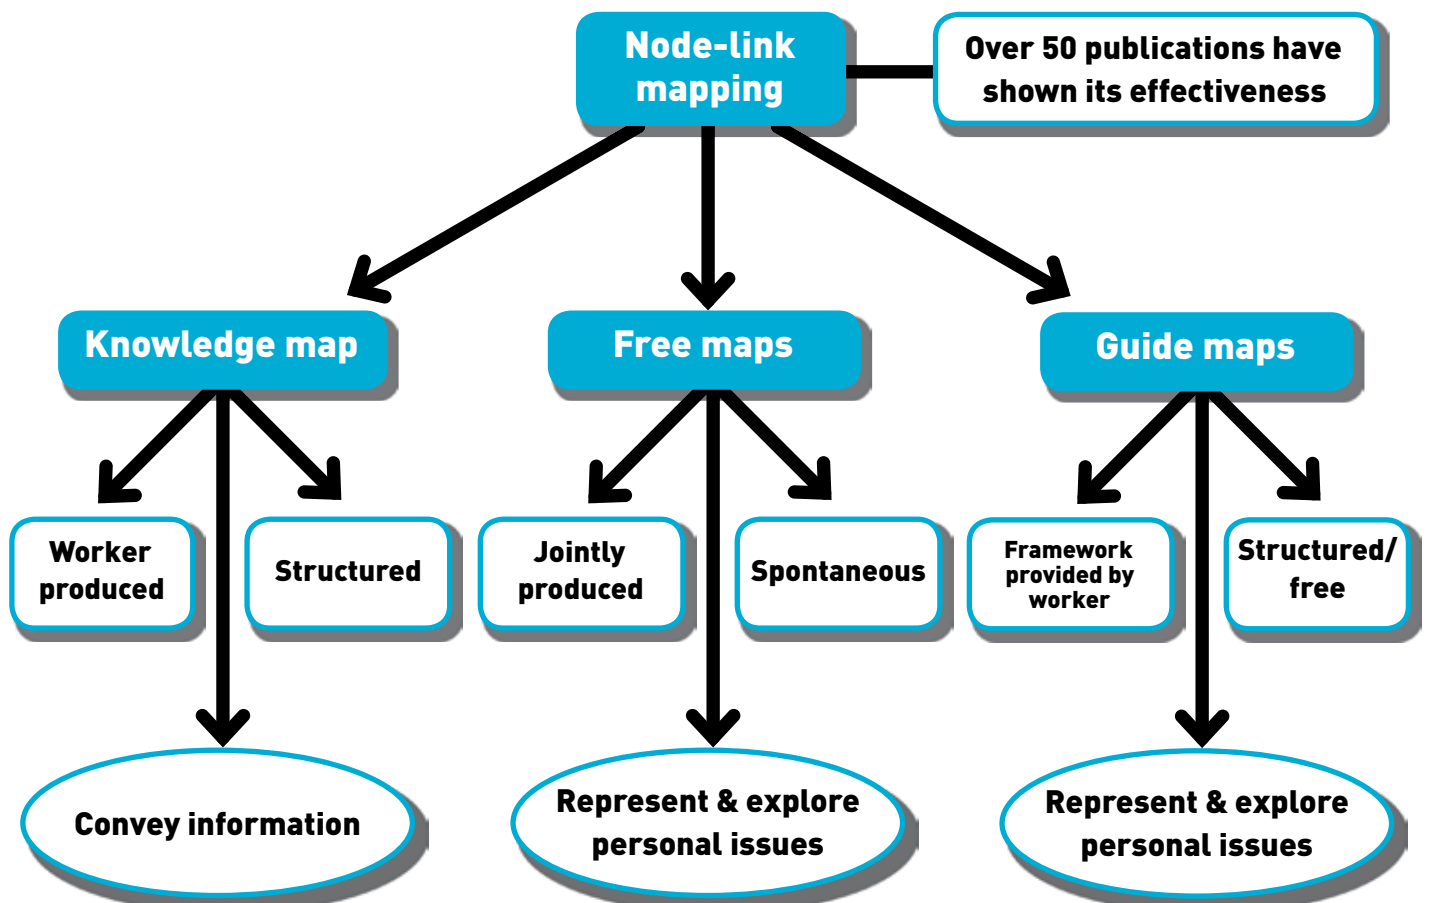 Node-link
mapping
Over 50 publications have
shown its effectiveness
Knowledge map
Free maps
Guide maps
Worker
produced
Structured
Jointly
produced
Spontaneous
Framework
provided by
worker
Structured/
free
Convey information
Represent & explore
personal issues
Represent & explore
personal issues